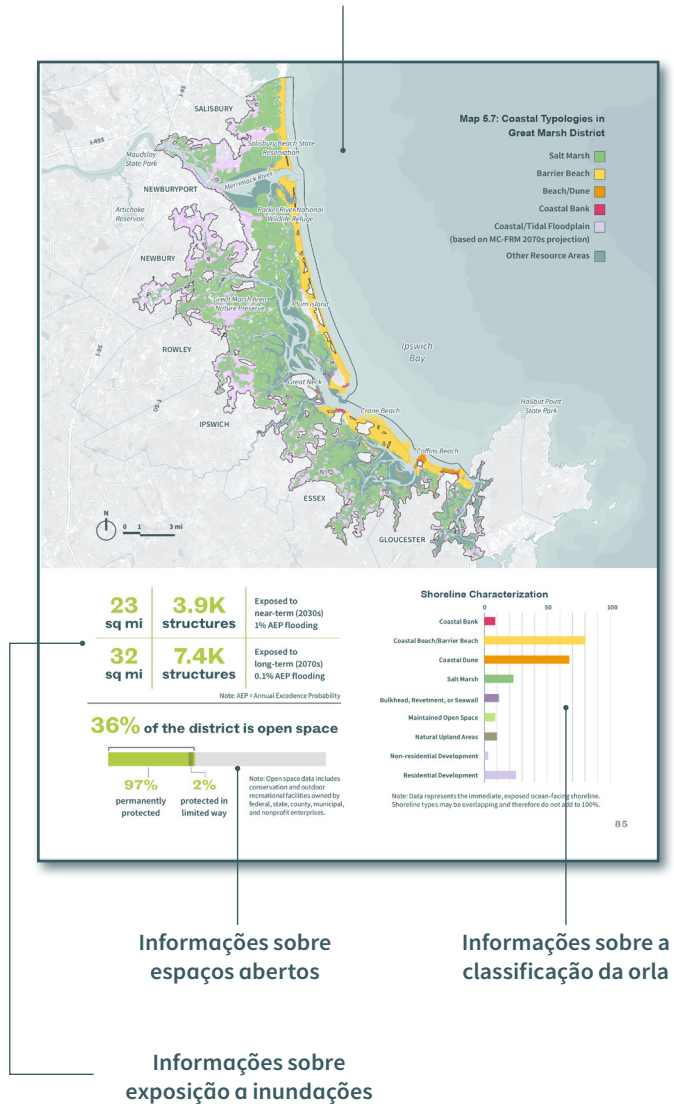 Map 5.7: Coastal Typologies in
Great Marsh District
Salt Marsh
Barrier Beach
Beach/Dune
Coastal Bank
Coastal/Tidal Floodplain
(based on MC-FRM 2070s projection)
Other Resource Areas
I-95
SALISBURY
I-495
Maudslay
State Park
Salisbury Beach State
Reservation
Merrimack River
NEWBURYPORT
Artichoke
Reservoir
Parker River National
Wildlife Refuge
NEWBURY
Great Marsh Area
Nature Preserve
Plum Island
I-95
ROWLEY
Ipswich
Bay
Great Neck
US-1
Halibut Point
State Park
IPSWICH
Crane Beach
Coffins Beach
ESSEX
GLOUCESTER
N
0 1 3 mi
23
sq mi
3.9K
structures
Exposed to
near-term (2030s)
1% AEP flooding
32
sq mi
7.4K
structures
Exposed to
long-term (2070s)
0.1% AEP flooding
Note: AEP = Annual Excedence Probability
36% of the district is open space
97%
permanently
protected
2%
protected in
limited way
Note: Open space data includes
conservation and outdoor
recreational facilities owned by
federal, state, county, municipal,
and nonprofit enterprises.
Shoreline Characterization
0 50 100
Coastal Bank
Coastal Beach/Barrier Beach
Coastal Dune
Salt Marsh
Bulkhead, Revetment, or Seawall
Maintained Open Space
Natural Upland Areas
Non-residential Development
Residential Development
Note: Data represents the immediate, exposed ocean-facing shoreline.
Shoreline types may be overlapping and therefore do not add to 100%.
85
Informações sobre
espaços abertos
Informações sobre a
classificação da orla
Informações sobre
exposição a inundações